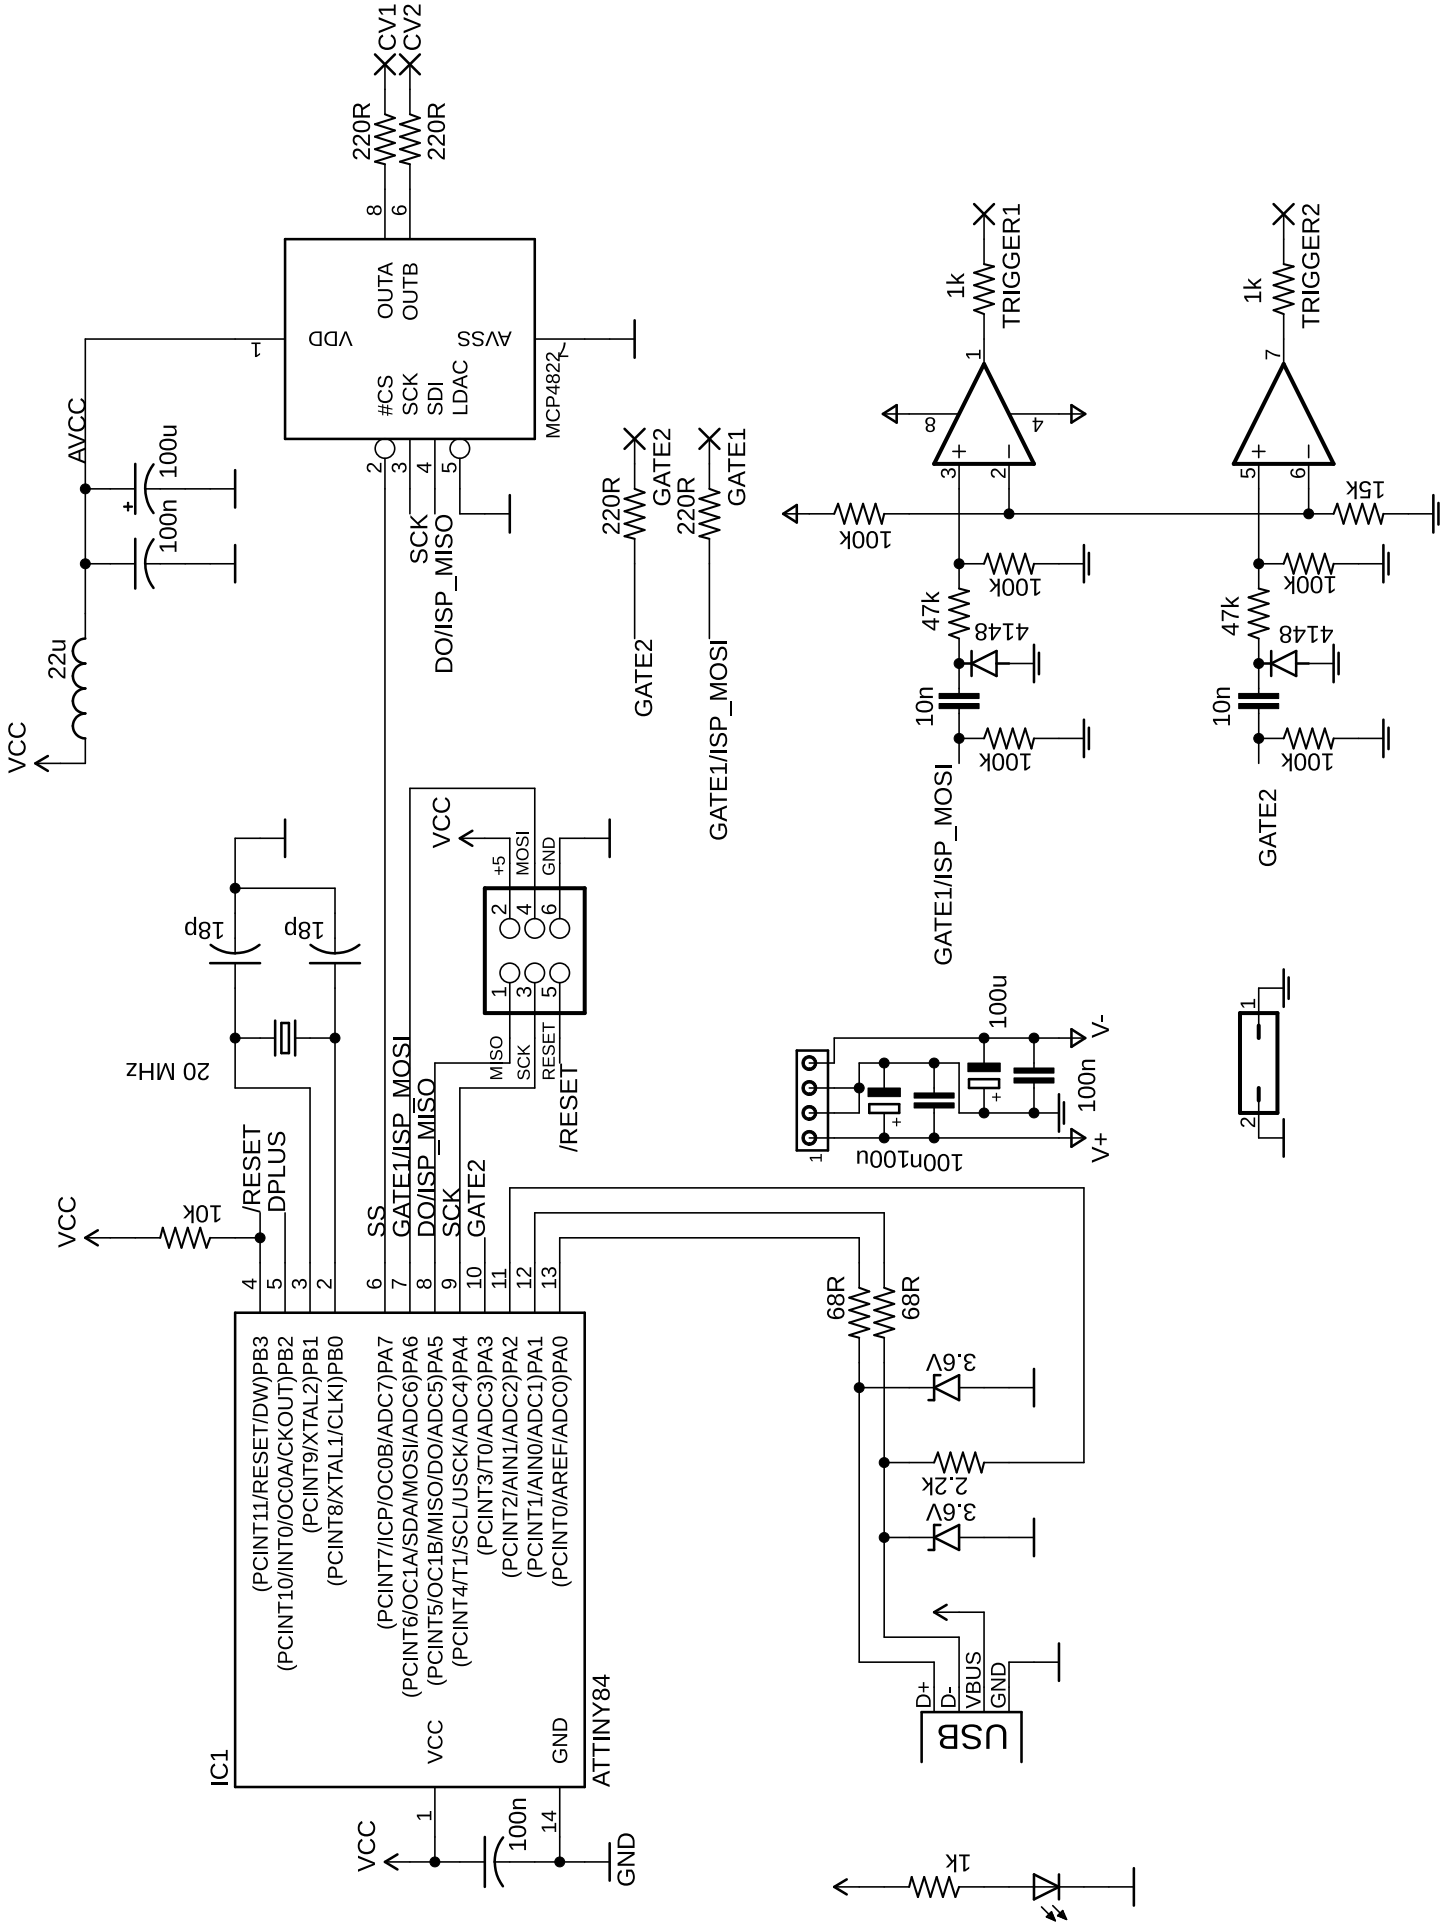 IC1
ATTINY84
VCC
GND
(PCINT11/RESET/DW)PB3
(PCINT10/INT0/OC0A/CKOUT)PB2
(PCINT9/XTAL2)PB1
(PCINT8/XTAL1/CLKI)PB0
(PCINT7/ICP/OC0B/ADC7)PA7
(PCINT6/OC1A/SDA/MOSI/ADC6)PA6
(PCINT5/OC1B/MISO/DO/ADC5)PA5
(PCINT4/T1/SCL/USCK/ADC4)PA4
(PCINT3/T0/ADC3)PA3
(PCINT2/AIN1/ADC2)PA2
(PCINT1/AIN0/ADC1)PA1
(PCINT0/AREF/ADC0)PA0
4
5
3
2
6
7
8
9
10
11
12
13
VCC
1
100n
14
GND
VCC
10k
/RESET
DPLUS
20 MHz
18p
18p
SS
GATE1/ISP_MOSI
DO/ISP_MISO
SCK
GATE2
MISO
SCK
RESET
/RESET
1
3
5
2
4
6
+5
MOSI
GND
VCC
VCC
22u
AVCC
100n
+
100u
1
VDD
AVSS
7
MCP4822
#CS
SCK
SDI
LDAC
OUTA
OUTB
2
3
4
5
SCK
DO/ISP_MISO
8
6
220R
220R
CV1
CV2
GATE2
220R
GATE2
GATE1/ISP_MOSI
220R
GATE1
1k
USB
D+
D-
VBUS
GND
3.6V
2.2k
3.6V
68R
68R
1
100n
100u
+
+
100u
100n
V+
V-
2
1
GATE1/ISP_MOSI
100k
10n
4148
47k
100k
100k
3
2
+
-
8
4
1
1k
TRIGGER1
GATE2
100k
10n
4148
47k
100k
15k
5
6
+
-
7
1k
TRIGGER2